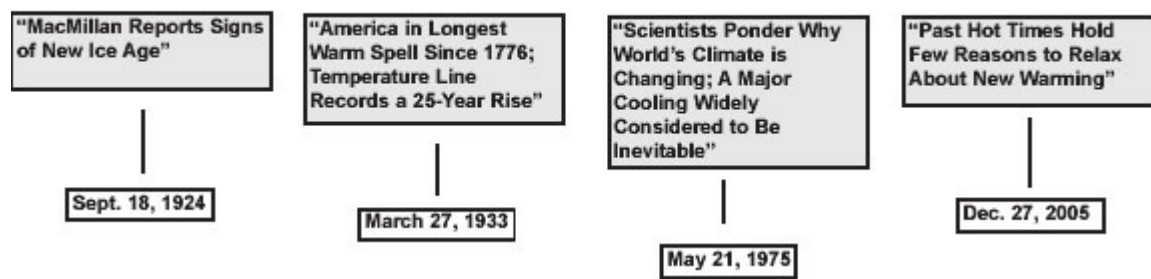 “MacMillan Reports Signs
of New Ice Age”
Sept. 18, 1924
“America in Longest
Warm Spell Since 1776;
Temperature Line
Records a 25-Year Rise”
March 27, 1933
“Scientists Ponder Why
World’s Climate is
Changing; A Major
Cooling Widely
Considered to Be
Inevitable”
May 21, 1975
“Past Hot Times Hold
Few Reasons to Relax
About New Warming”
Dec. 27, 2005